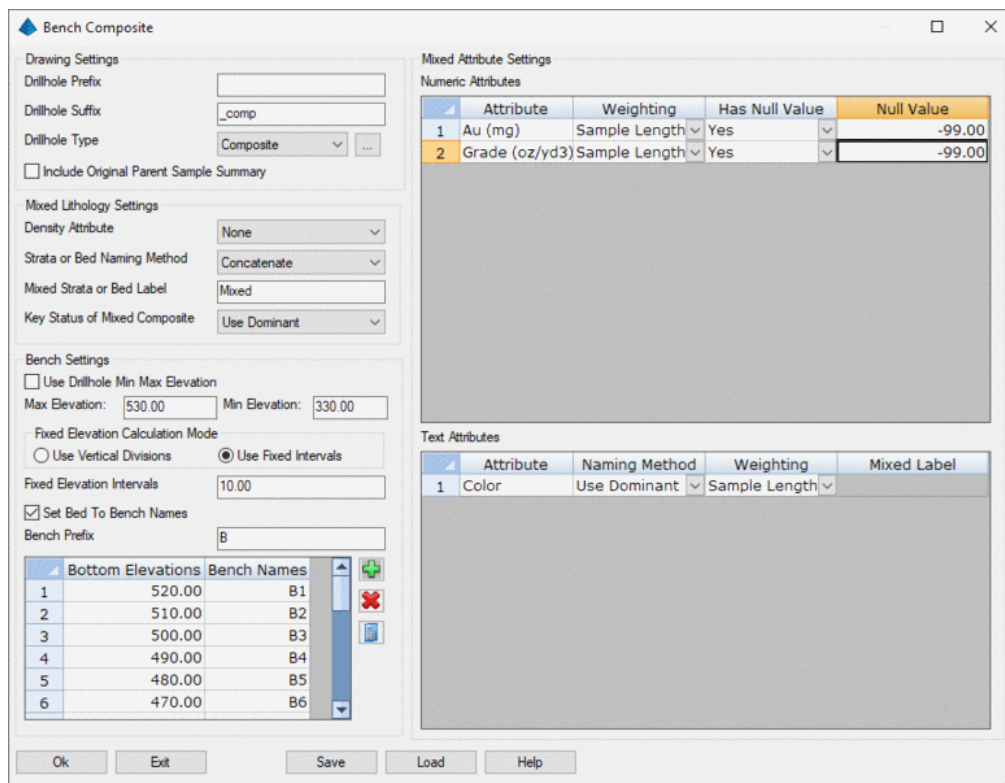 Bench Composite
Drawing Settings
Drillhole Prefix
Drillhole Suffix _comp
Drillhole Type Composite ...
Include Original Parent Sample Summary
Mixed Lithology Settings
Density Attribute None
Strata or Bed Naming Method Concatenate
Mixed Strata or Bed Label Mixed
Key Status of Mixed Composite Use Dominant
Bench Settings
Use Drillhole Min Max Elevation
Max Elevation: 530.00 Min Elevation: 330.00
Fixed Elevation Calculation Mode
Use Vertical Divisions Use Fixed Intervals
Fixed Elevation Intervals 10.00
Set Bed To Bench Names
Bench Prefix B
Bottom Elevations Bench Names
1 520.00 B1
2 510.00 B2
3 500.00 B3
4 490.00 B4
5 480.00 B5
6 470.00 B6
Mixed Attribute Settings
Numeric Attributes
Attribute Weighting Has Null Value Null Value
1 Au (mg) Sample Length Yes -99.00
2 Grade (oz/yd3) Sample Length Yes -99.00
Text Attributes
Attribute Naming Method Weighting Mixed Label
1 Color Use Dominant Sample Length
Ok Exit Save Load Help